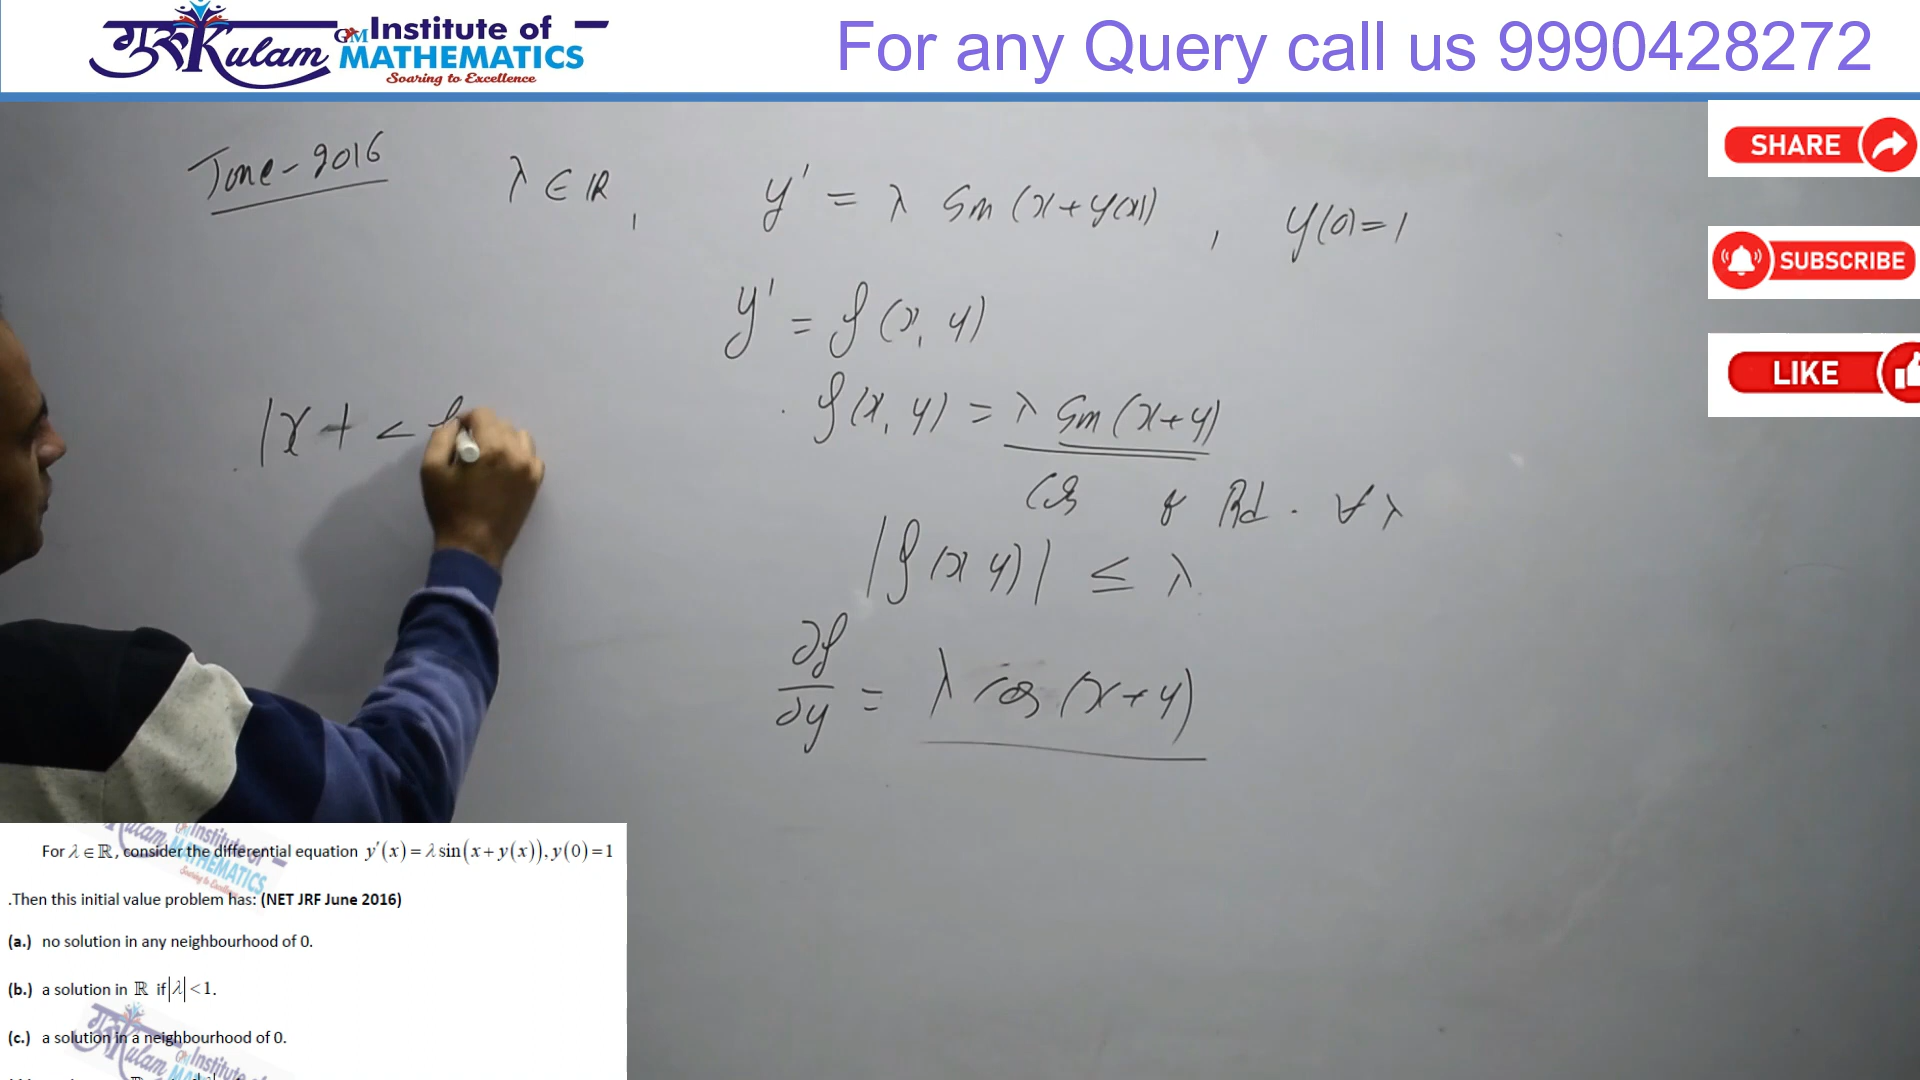 गुरुKulam GM Institute of MATHEMATICS
Soaring to Excellence
For any Query call us 9990428272
SHARE
SUBSCRIBE
LIKE
June-2016 λ ∈ ℝ, y' = λ Sin (x+y(x)), y(0)=1
y' = f(x, y)
f(x, y) = λ Sin (x+y)
& Bd. ∀ λ
|f(x y)| ≤ λ
∂f/∂y = λ cos (x+y)
|x| <
For λ∈ℝ, consider the differential equation y′(x)=λsin(x+y(x)), y(0)=1
.Then this initial value problem has: (NET JRF June 2016)
(a.) no solution in any neighbourhood of 0.
(b.) a solution in ℝ if |λ|<1.
(c.) a solution in a neighbourhood of 0.